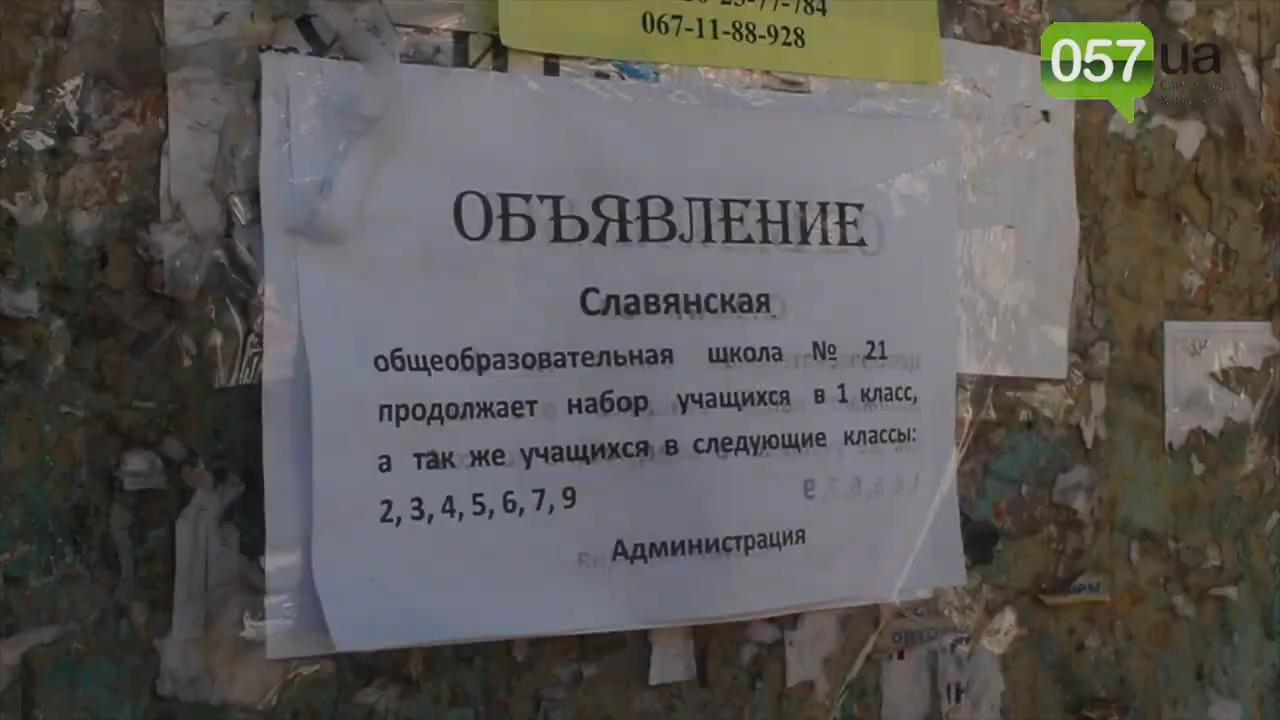 067-11-88-928
057 ua
ОБЪЯВЛЕНИЕ
Славянская
общеобразовательная школа № 21
продолжает набор учащихся в 1 класс,
а так же учащихся в следующие классы:
2, 3, 4, 5, 6, 7, 9
Администрация